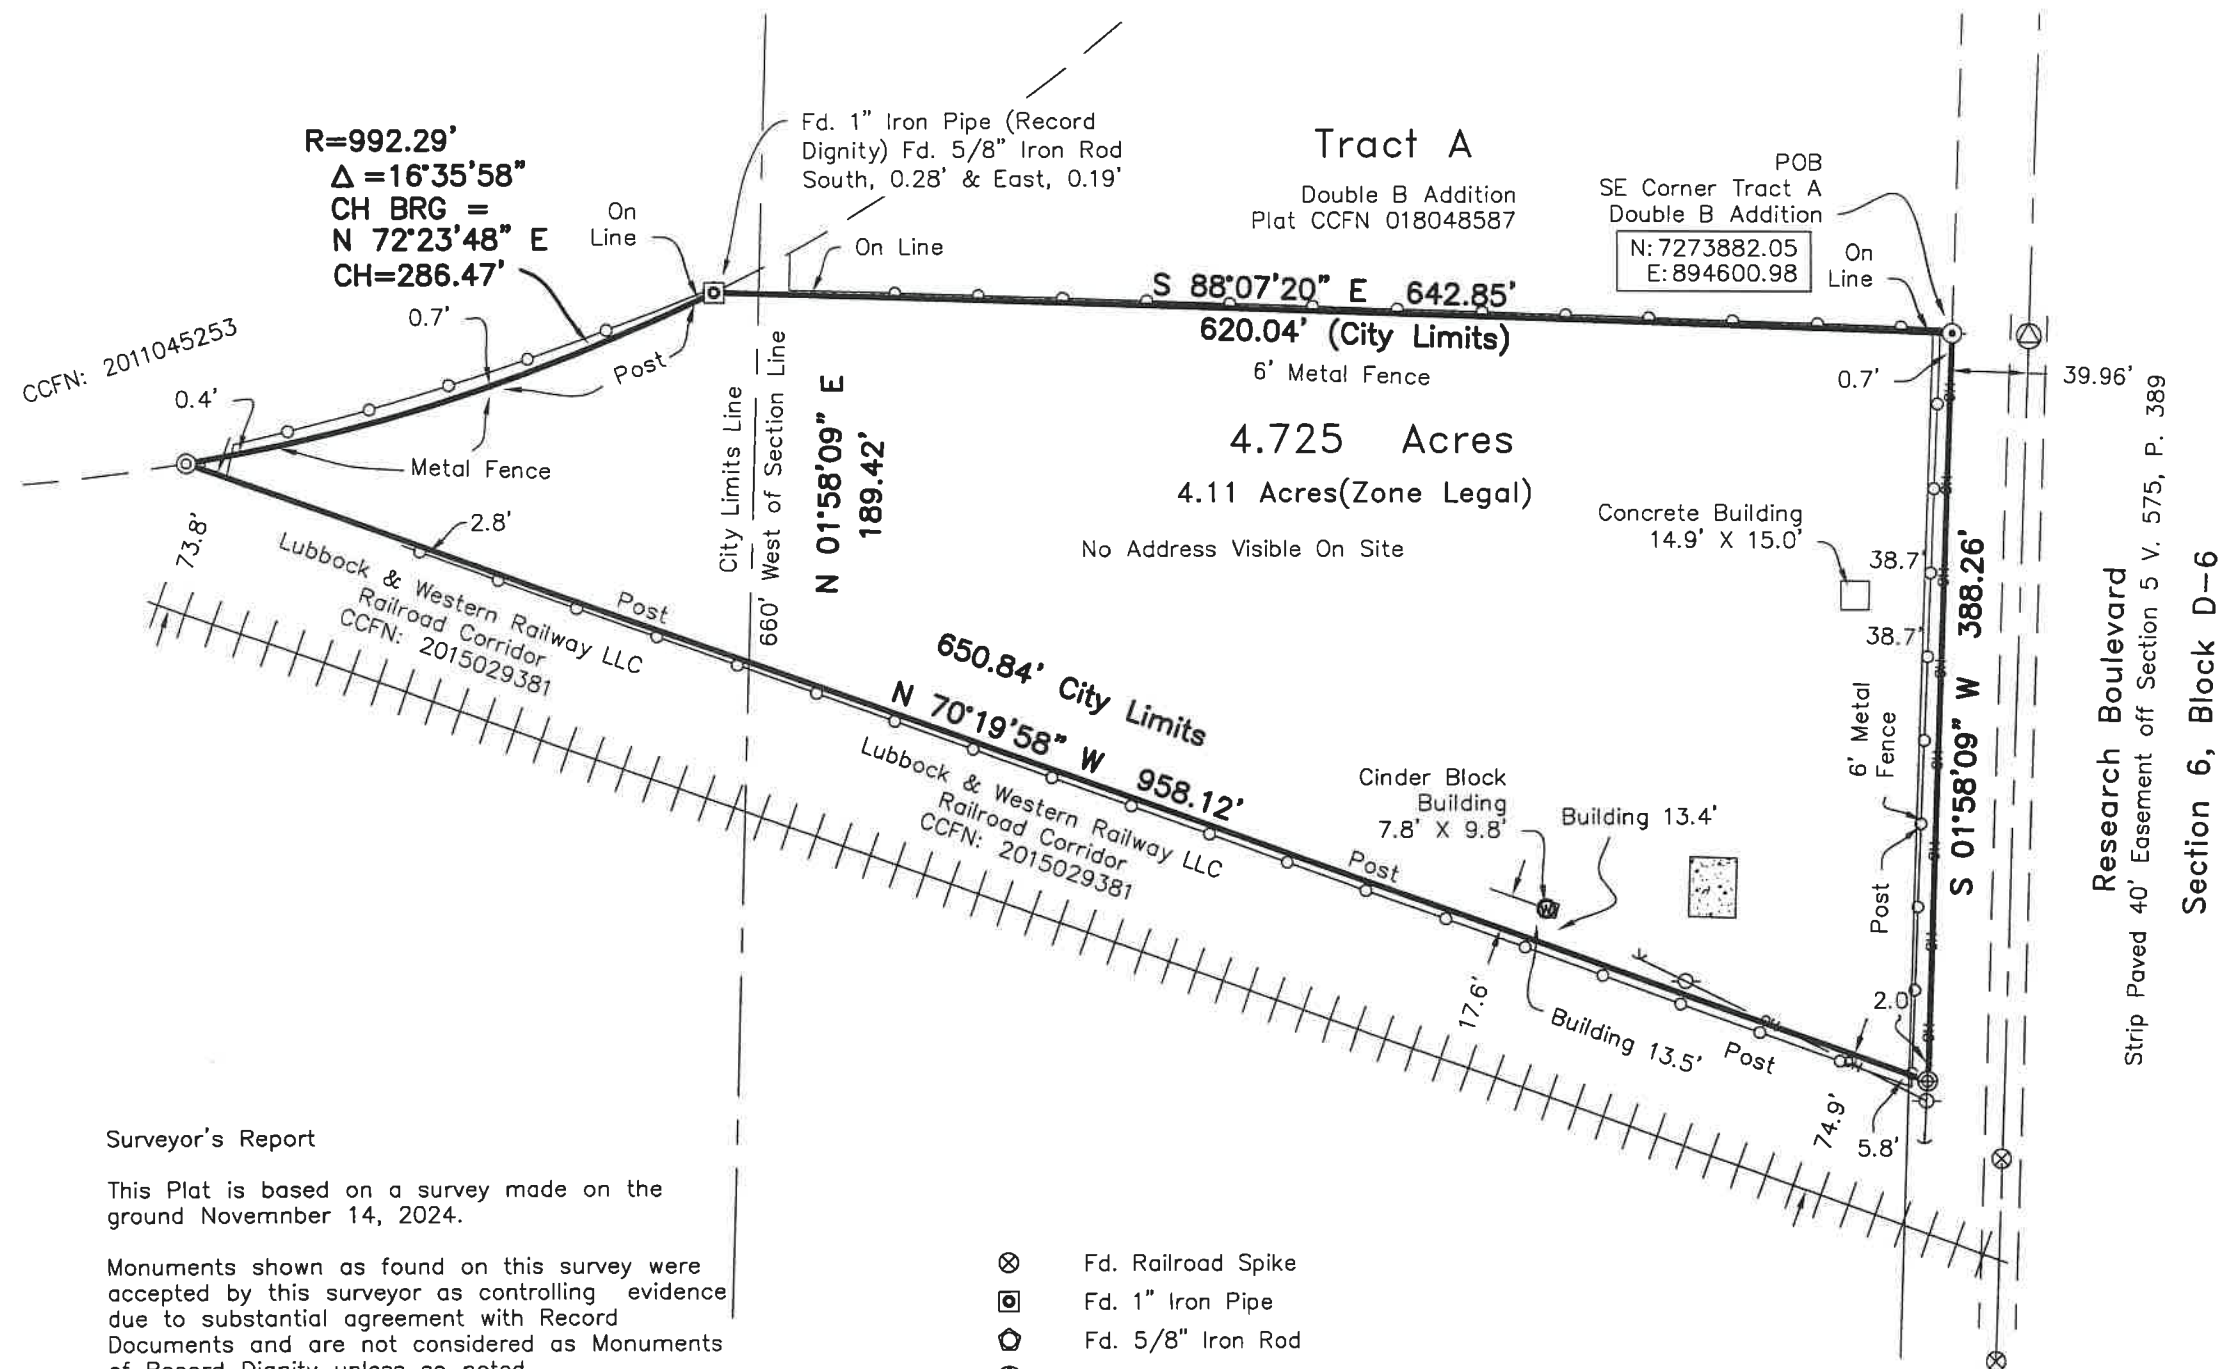 R=992.29'
Δ =16°35'58"
CH BRG =
N 72°23'48" E
CH=286.47'
On
Line
Fd. 1" Iron Pipe (Record
Dignity) Fd. 5/8" Iron Rod
South, 0.28' & East, 0.19'
Tract A
Double B Addition
Plat CCFN 018048587
POB
SE Corner Tract A
Double B Addition
N: 7273882.05
E: 894600.98
On
Line
On Line
S 88°07'20" E 642.85'
620.04' (City Limits)
6' Metal Fence
CCFN: 2011045253
0.7'
Post
0.4'
Metal Fence
0.7'
39.96'
4.725 Acres
4.11 Acres(Zone Legal)
No Address Visible On Site
City Limits Line
660' West of Section Line
N 01°58'09" E
189.42'
Concrete Building
14.9' X 15.0'
38.7'
38.7'
73.8'
2.8'
Lubbock & Western Railway LLC
Railroad Corridor
CCFN: 2015029381
Post
650.84' City Limits
N 70°19'58" W 958.12'
Lubbock & Western Railway LLC
Railroad Corridor
CCFN: 2015029381
Cinder Block
Building
7.8' X 9.8'
Building 13.4'
W
Post
17.6'
Building 13.5'
Post
74.9'
5.8'
2.0'
6' Metal
Fence
Post
S 01°58'09" W 388.26'
Research Boulevard
Strip Paved 40' Easement off Section 5 V. 575, P. 389
Section 6, Block D-6
Surveyor's Report
This Plat is based on a survey made on the
ground Novemnber 14, 2024.
Monuments shown as found on this survey were
accepted by this surveyor as controlling evidence
due to substantial agreement with Record
Documents and are not considered as Monuments
of Record Dignity unless so noted
Fd. Railroad Spike
Fd. 1" Iron Pipe
Fd. 5/8" Iron Rod